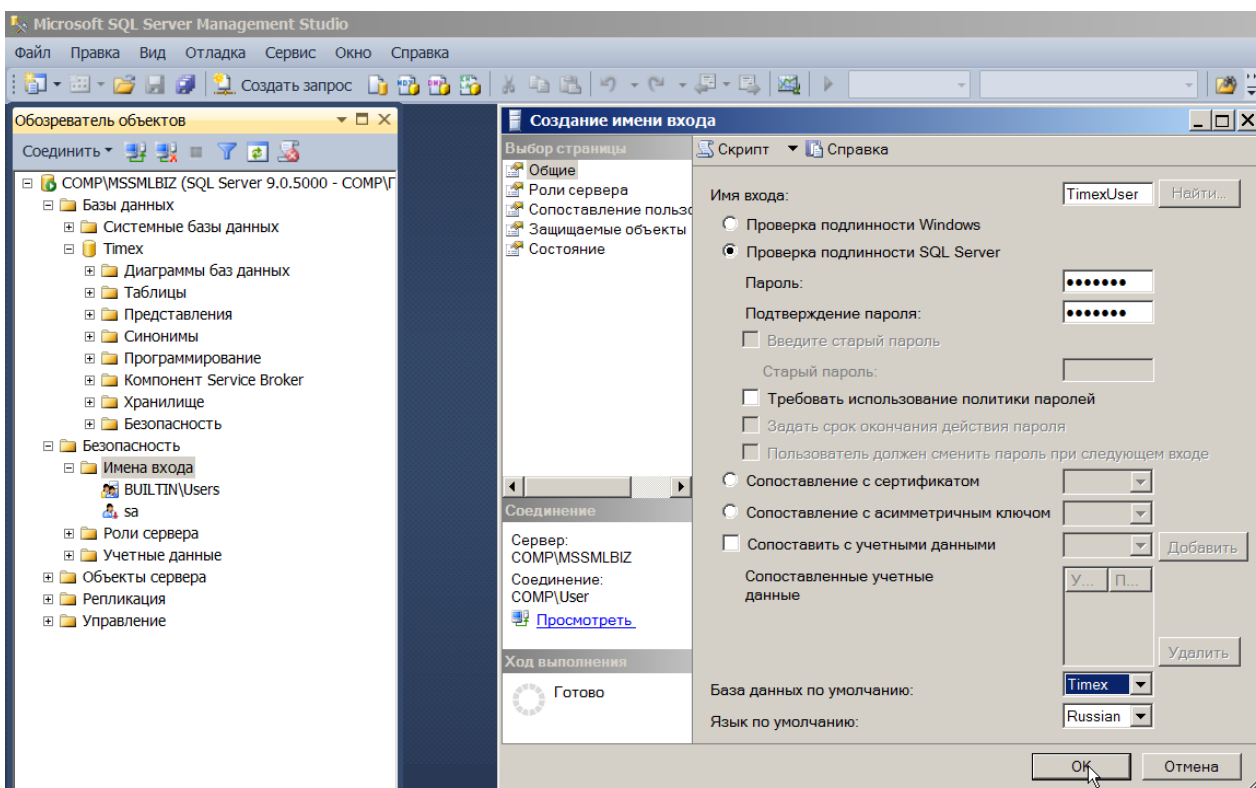 Microsoft SQL Server Management Studio
Файл Правка Вид Отладка Сервис Окно Справка
Создать запрос
Обозреватель объектов
Соединить
COMP\MSSMLBIZ (SQL Server 9.0.5000 - COMP\
Базы данных
Системные базы данных
Timex
Диаграммы баз данных
Таблицы
Представления
Синонимы
Программирование
Компонент Service Broker
Хранилище
Безопасность
Безопасность
Имена входа
BUILTIN\Users
sa
Роли сервера
Учетные данные
Объекты сервера
Репликация
Управление
Создание имени входа
Выбор страницы
Общие
Роли сервера
Сопоставление польз
Защищаемые объекты
Состояние
Соединение
Сервер:
COMP\MSSMLBIZ
Соединение:
COMP\User
Просмотреть
Ход выполнения
Готово
Скрипт Справка
Имя входа: TimexUser Найти...
Проверка подлинности Windows
Проверка подлинности SQL Server
Пароль: •••••••
Подтверждение пароля: •••••••
Введите старый пароль
Старый пароль:
Требовать использование политики паролей
Задать срок окончания действия пароля
Пользователь должен сменить пароль при следующем входе
Сопоставление с сертификатом
Сопоставление с асимметричным ключом
Сопоставить с учетными данными Добавить
Сопоставленные учетные У... П...
данные
Удалить
База данных по умолчанию: Timex
Язык по умолчанию: Russian
OK Отмена